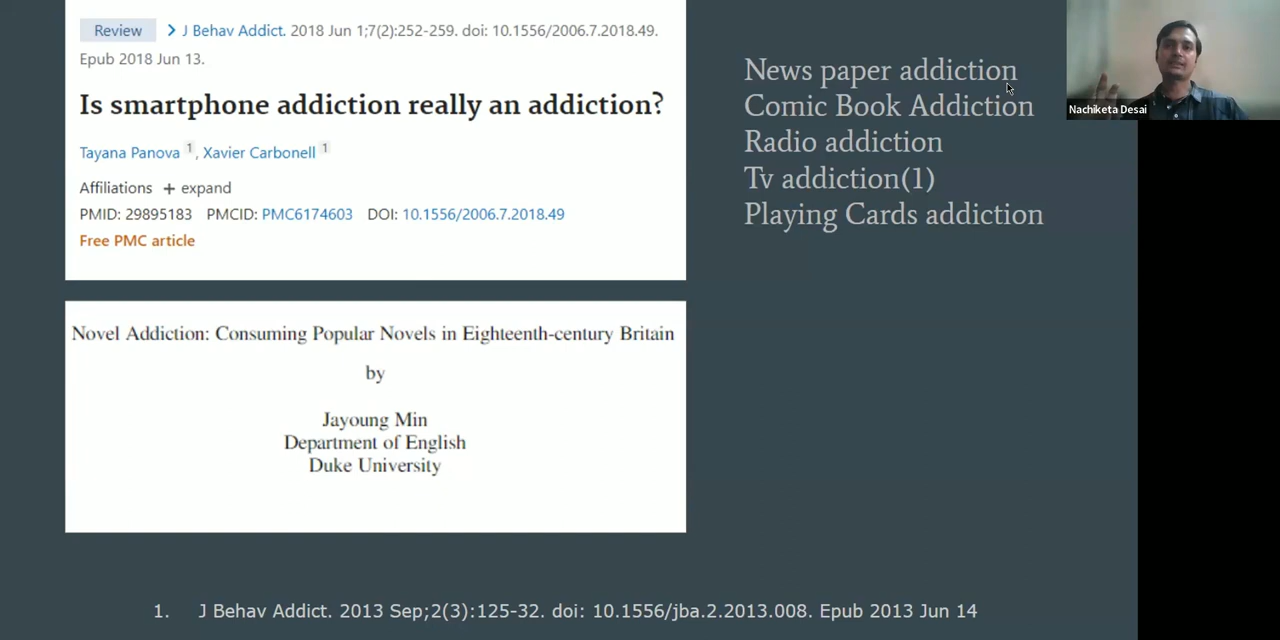 Review > J Behav Addict. 2018 Jun 1;7(2):252-259. doi: 10.1556/2006.7.2018.49.
Epub 2018 Jun 13.
Is smartphone addiction really an addiction?
Tayana Panova 1 , Xavier Carbonell 1
Affiliations + expand
PMID: 29895183 PMCID: PMC6174603 DOI: 10.1556/2006.7.2018.49
Free PMC article
Novel Addiction: Consuming Popular Novels in Eighteenth-century Britain
by
Jayoung Min
Department of English
Duke University
News paper addiction
Comic Book Addiction
Radio addiction
Tv addiction(1)
Playing Cards addiction
Nachiketa Desai
1. J Behav Addict. 2013 Sep;2(3):125-32. doi: 10.1556/jba.2.2013.008. Epub 2013 Jun 14